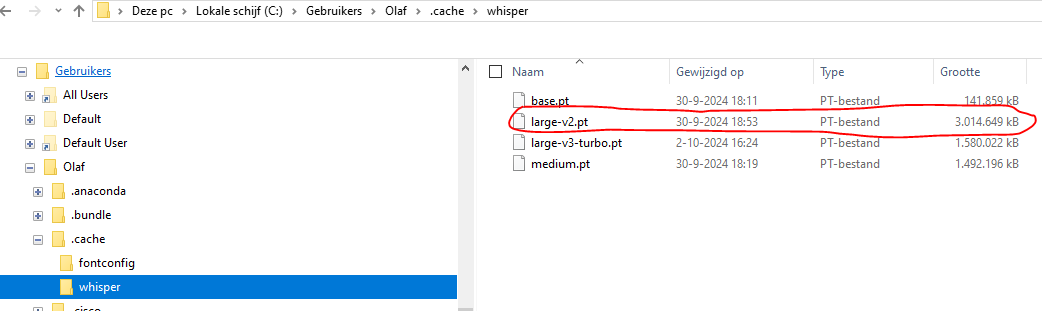 Deze pc > Lokale schijf (C:) > Gebruikers > Olaf > .cache > whisper
Gebruikers
All Users
Default
Default User
Olaf
.anaconda
.bundle
.cache
fontconfig
whisper
.cisco
Naam Gewijzigd op Type Grootte
base.pt 30-9-2024 18:11 PT-bestand 141.859 kB
large-v2.pt 30-9-2024 18:53 PT-bestand 3.014.649 kB
large-v3-turbo.pt 2-10-2024 16:24 PT-bestand 1.580.022 kB
medium.pt 30-9-2024 18:19 PT-bestand 1.492.196 kB